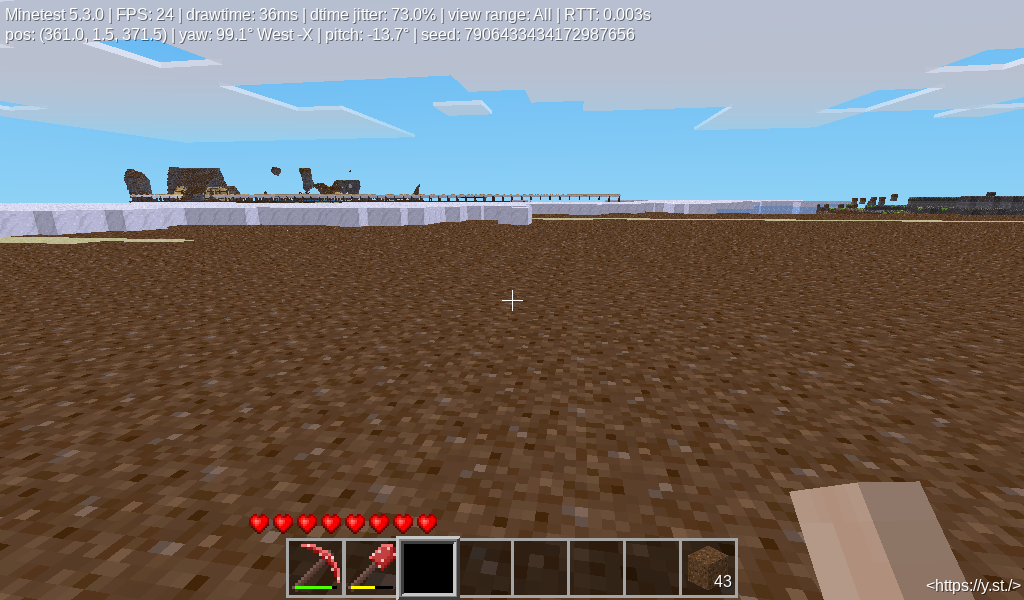 Minetest 5.3.0 | FPS: 24 | drawtime: 36ms | dtime jitter: 73.0% | view range: All | RTT: 0.003s
pos: (361.0, 1.5, 371.5) | yaw: 99.1° West -X | pitch: -13.7° | seed: 7906433434172987656
43
<https://y.st./>